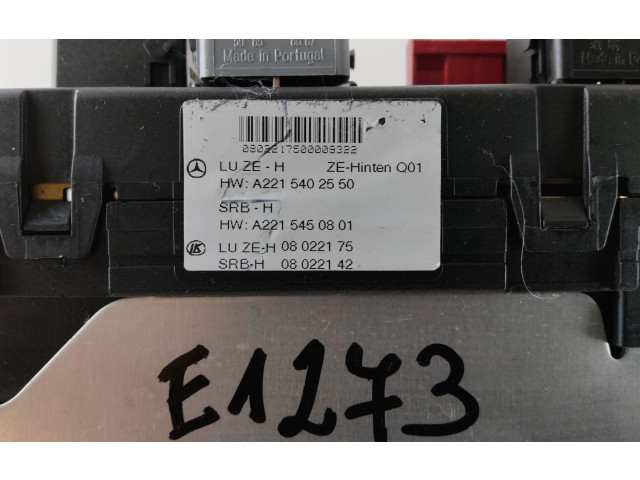 Made in Portugal
0802217500009322
LU ZE - H ZE-Hinten Q01
HW: A221 540 25 50
SRB - H
HW: A221 545 08 01
LK LU ZE-H 08 0221 75
SRB-H 08 0221 42
E1273